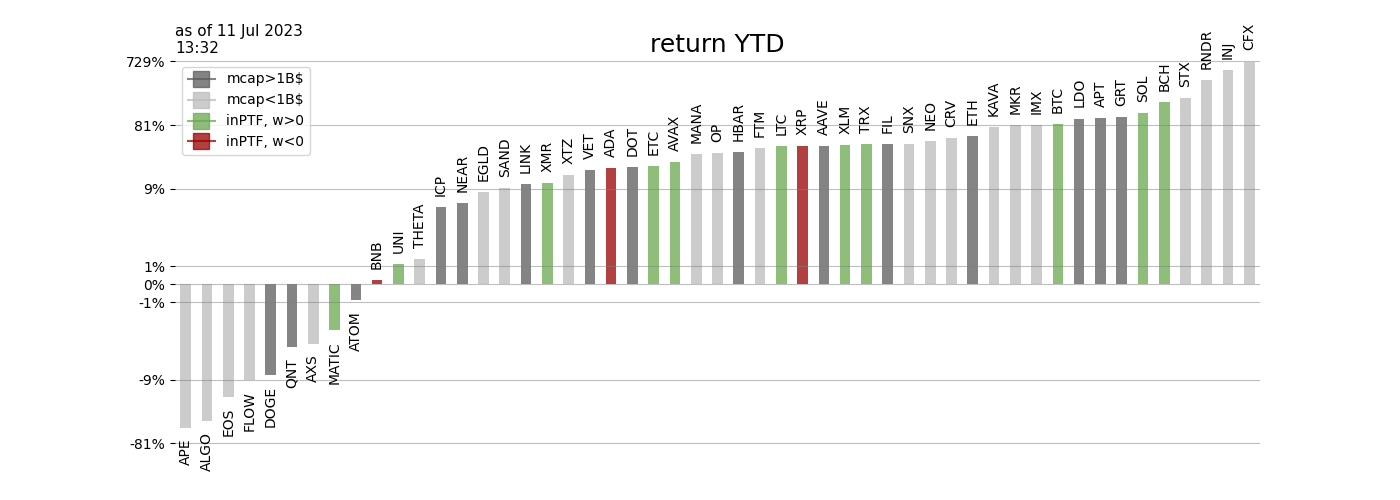 as of 11 Jul 2023
13:32
return YTD
729%
81%
9%
1%
0%
-1%
-9%
-81%
mcap>1B$
mcap<1B$
inPTF, w>0
inPTF, w<0
APE
ALGO
EOS
FLOW
DOGE
QNT
AXS
MATIC
ATOM
BNB
UNI
THETA
ICP
NEAR
EGLD
SAND
LINK
XMR
XTZ
VET
ADA
DOT
ETC
AVAX
MANA
OP
HBAR
FTM
LTC
XRP
AAVE
XLM
TRX
FIL
SNX
NEO
CRV
ETH
KAVA
MKR
IMX
BTC
LDO
APT
GRT
SOL
BCH
STX
RNDR
INJ
CFX